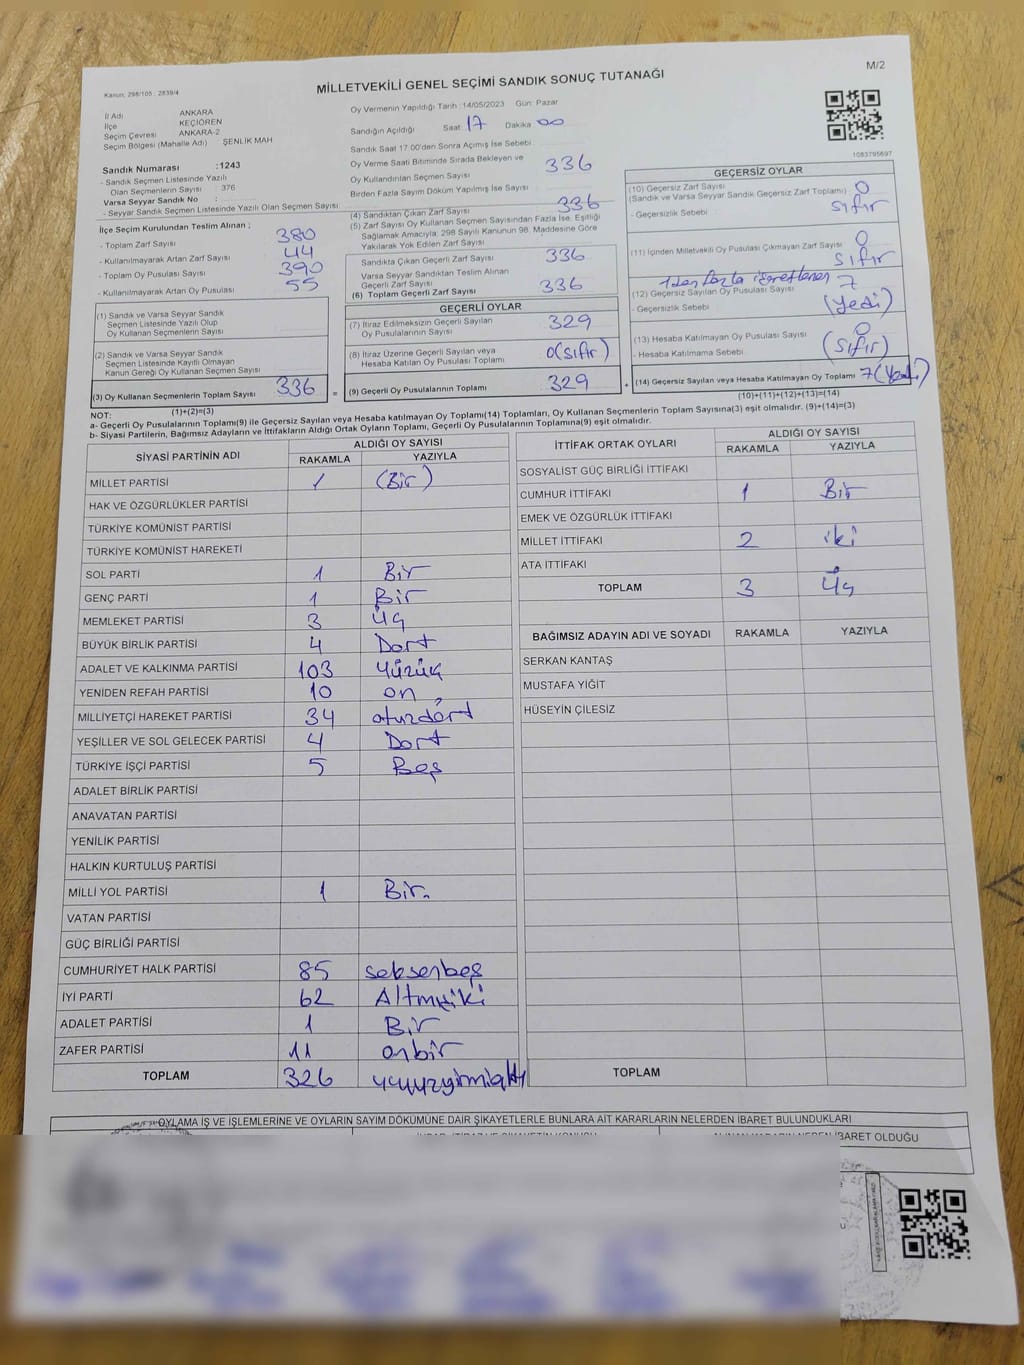 M/2
Kanun: 298/105 : 2839/4
MİLLETVEKİLİ GENEL SEÇİMİ SANDIK SONUÇ TUTANAĞI
İl Adı ANKARA
İlçe KEÇİÖREN
Seçim Çevresi ANKARA-2
Seçim Bölgesi (Mahalle Adı) ŞENLİK MAH
Sandık Numarası :1243
- Sandık Seçmen Listesinde Yazılı
Olan Seçmenlerin Sayısı : 376
Varsa Seyyar Sandık No :
- Seyyar Sandık Seçmen Listesinde Yazılı Olan Seçmen Sayısı :
İlçe Seçim Kurulundan Teslim Alınan ;
- Toplam Zarf Sayısı 380
- Kullanılmayarak Artan Zarf Sayısı 44
- Toplam Oy Pusulası Sayısı 390
- Kullanılmayarak Artan Oy Pusulası 55
(1) Sandık ve Varsa Seyyar Sandık
Seçmen Listesinde Yazılı Olup
Oy Kullanan Seçmenlerin Sayısı
(2) Sandık ve Varsa Seyyar Sandık
Seçmen Listesinde Kayıtlı Olmayan
Kanun Gereği Oy Kullanan Seçmen Sayısı
(3) Oy Kullanan Seçmenlerin Toplam Sayısı 336
(1)+(2)=(3)
Oy Vermenin Yapıldığı Tarih :14/05/2023 Gün: Pazar
Sandığın Açıldığı Saat 17 Dakika 00
Sandık Saat 17.00'den Sonra Açımış İse Sebebi
Oy Verme Saati Bitiminde Sırada Bekleyen ve
Oy Kullandırılan Seçmen Sayısı 336
Birden Fazla Sayım Döküm Yapılmış İse Sayısı
(4) Sandıktan Çıkan Zarf Sayısı 336
(5) Zarf Sayısı Oy Kullanan Seçmen Sayısından Fazla İse, Eşitliği
Sağlamak Amacıyla; 298 Sayılı Kanunun 98. Maddesine Göre
Yakılarak Yok Edilen Zarf Sayısı
Sandıkta Çıkan Geçerli Zarf Sayısı 336
Varsa Seyyar Sandıktan Teslim Alınan
Geçerli Zarf Sayısı
(6) Toplam Geçerli Zarf Sayısı 336
GEÇERLİ OYLAR
(7) İtiraz Edilmeksizin Geçerli Sayılan
Oy Pusulalarının Sayısı 329
(8) İtiraz Üzerine Geçerli Sayılan veya
Hesaba Katılan Oy Pusulası Toplamı 0(sıfır)
= (9) Geçerli Oy Pusulalarının Toplamı 329
1083795697
GEÇERSİZ OYLAR
(10) Geçersiz Zarf Sayısı 0
(Sandık ve Varsa Seyyar Sandık Geçersiz Zarf Toplamı)
- Geçersizlik Sebebi sıfır
(11) İçinden Milletvekili Oy Pusulası Çıkmayan Zarf Sayısı 0
sıfır
1den fazla işaretlenen 7
(12) Geçersiz Sayılan Oy Pusulası Sayısı
- Geçersizlik Sebebi (Yedi)
(13) Hesaba Katılmayan Oy Pusulası Sayısı 0
- Hesaba Katılmama Sebebi (sıfır)
+ (14) Geçersiz Sayılan veya Hesaba Katılmayan Oy Toplamı 7(Yedi)
(10)+(11)+(12)+(13)=(14)
NOT:
a- Geçerli Oy Pusulalarının Toplamı(9) ile Geçersiz Sayılan veya Hesaba Katılmayan Oy Toplamı(14) Toplamları, Oy Kullanan Seçmenlerin Toplam Sayısına(3) eşit olmalıdır. (9)+(14)=(3)
b- Siyasi Partilerin, Bağımsız Adayların ve İttifakların Aldığı Ortak Oyların Toplamı, Geçerli Oy Pusulalarının Toplamına(9) eşit olmalıdır.
SİYASİ PARTİNİN ADI ALDIĞI OY SAYISI
RAKAMLA YAZIYLA
MİLLET PARTİSİ 1 (Bir)
HAK VE ÖZGÜRLÜKLER PARTİSİ
TÜRKİYE KOMÜNİST PARTİSİ
TÜRKİYE KOMÜNİST HAREKETİ
SOL PARTİ 1 Bir
GENÇ PARTİ 1 Bir
MEMLEKET PARTİSİ 3 Üç
BÜYÜK BİRLİK PARTİSİ 4 Dort
ADALET VE KALKINMA PARTİSİ 103 Yüzüç
YENİDEN REFAH PARTİSİ 10 on
MİLLİYETÇİ HAREKET PARTİSİ 34 otuzdört
YEŞİLLER VE SOL GELECEK PARTİSİ 4 Dort
TÜRKİYE İŞÇİ PARTİSİ 5 Beş
ADALET BİRLİK PARTİSİ
ANAVATAN PARTİSİ
YENİLİK PARTİSİ
HALKIN KURTULUŞ PARTİSİ
MİLLİ YOL PARTİSİ 1 Bir.
VATAN PARTİSİ
GÜÇ BİRLİĞİ PARTİSİ
CUMHURİYET HALK PARTİSİ 85 seksenbeş
İYİ PARTİ 62 Altmışiki
ADALET PARTİSİ 1 Bir
ZAFER PARTİSİ 11 onbir
TOPLAM 326 üçyüzyirmialtı
İTTİFAK ORTAK OYLARI ALDIĞI OY SAYISI
RAKAMLA YAZIYLA
SOSYALİST GÜÇ BİRLİĞİ İTTİFAKI
CUMHUR İTTİFAKI 1 Bir
EMEK VE ÖZGÜRLÜK İTTİFAKI
MİLLET İTTİFAKI 2 iki
ATA İTTİFAKI
TOPLAM 3 Üç
BAĞIMSIZ ADAYIN ADI VE SOYADI RAKAMLA YAZIYLA
SERKAN KANTAŞ
MUSTAFA YİĞİT
HÜSEYİN ÇİLESİZ
TOPLAM
OYLAMA İŞ VE İŞLEMLERİNE VE OYLARIN SAYIM DÖKÜMÜNE DAİR ŞİKAYETLERLE BUNLARA AİT KARARLARIN NELERDEN İBARET BULUNDUKLARI
İBARET OLDUĞU